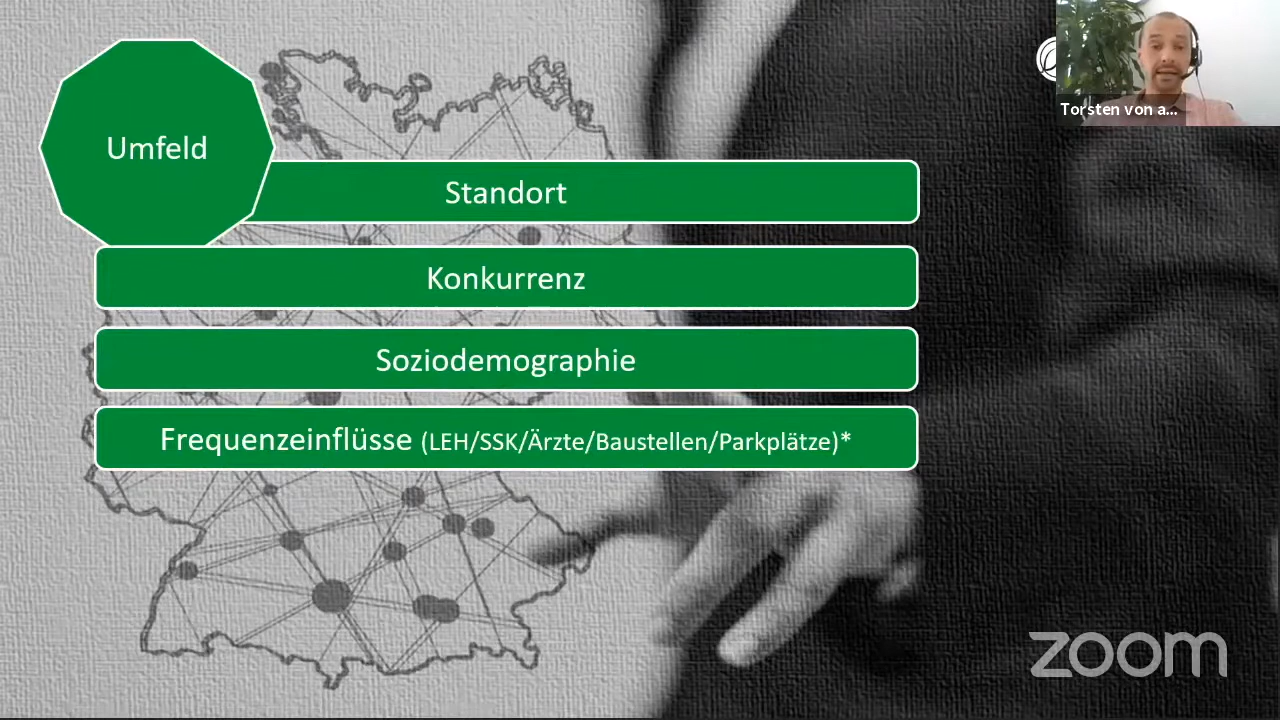 Umfeld
Standort
Konkurrenz
Soziodemographie
Frequenzeinflüsse (LEH/SSK/Ärzte/Baustellen/Parkplätze)*
Torsten von a...
zoom